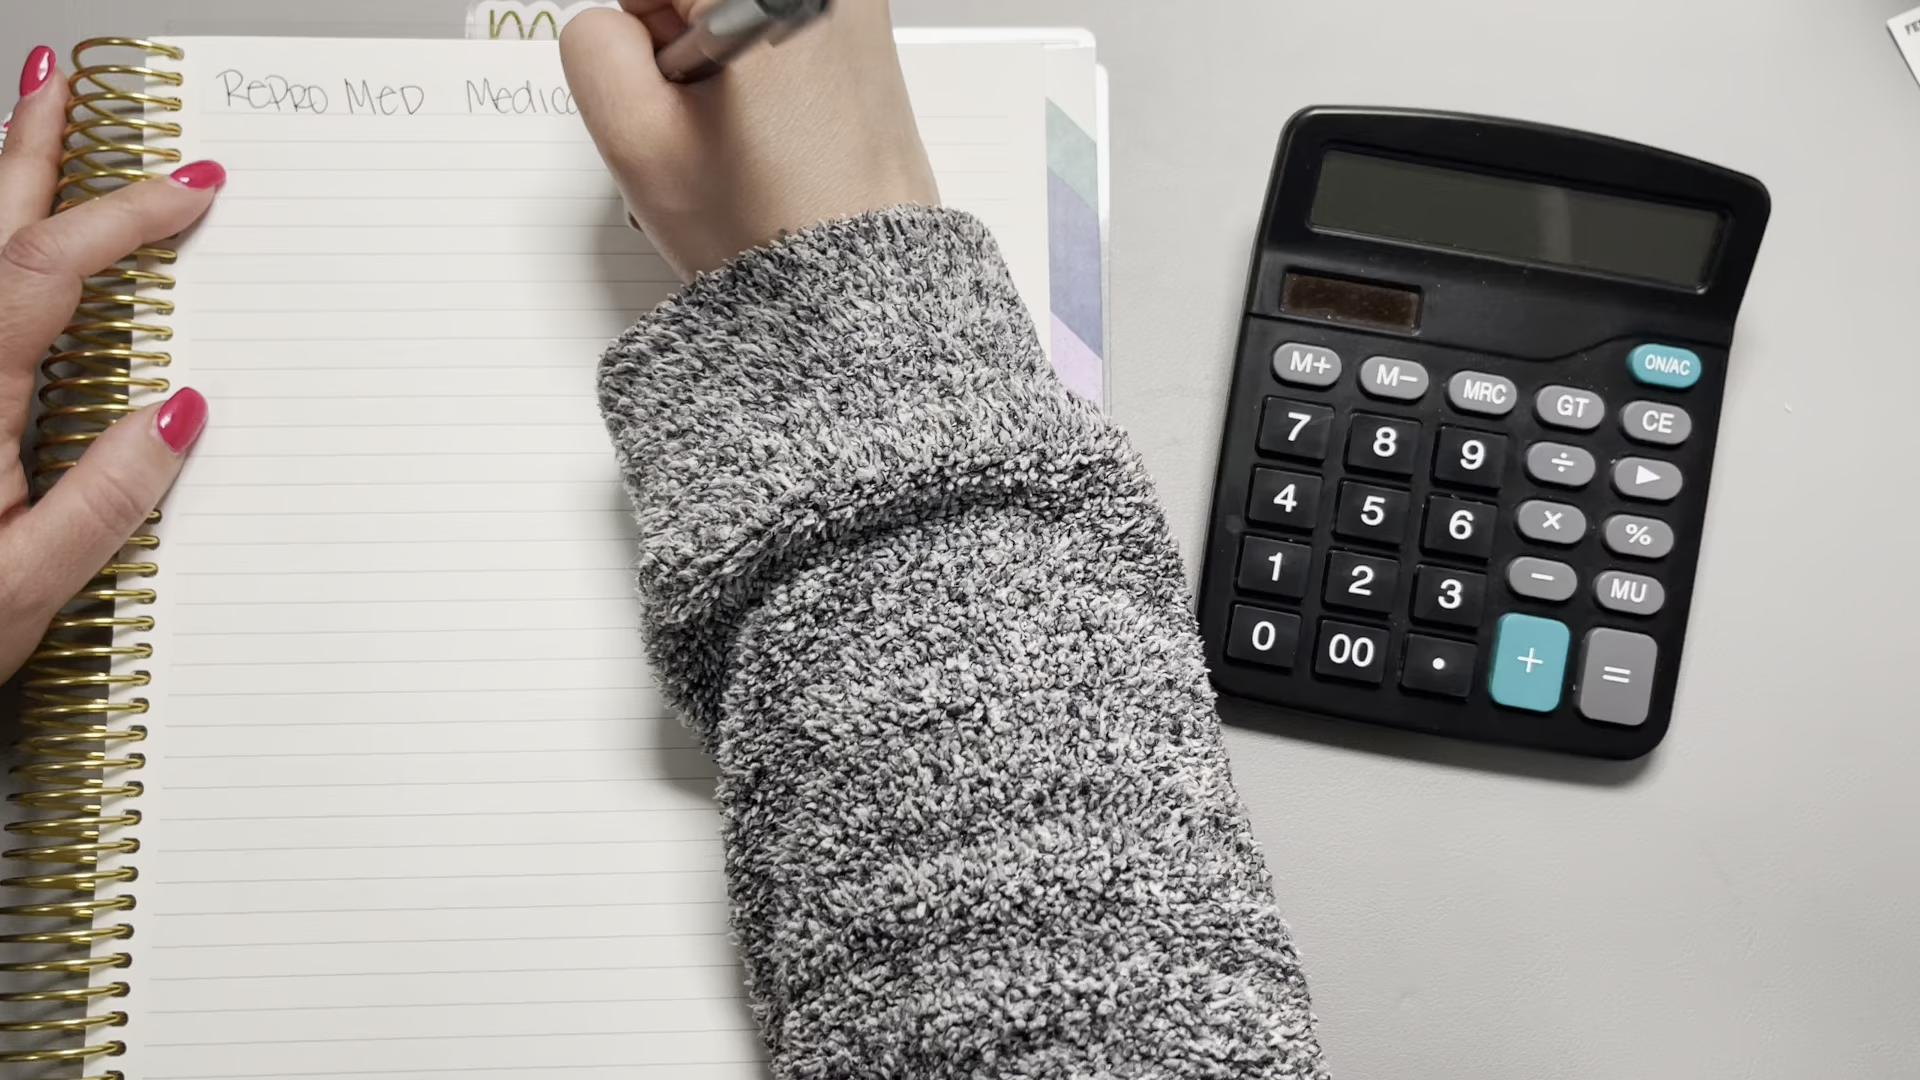 RePRO MeD Medica
M+ M− MRC GT CE ON/AC
7 8 9 ÷ ▶
4 5 6 × %
1 2 3 − MU
0 00 . + =